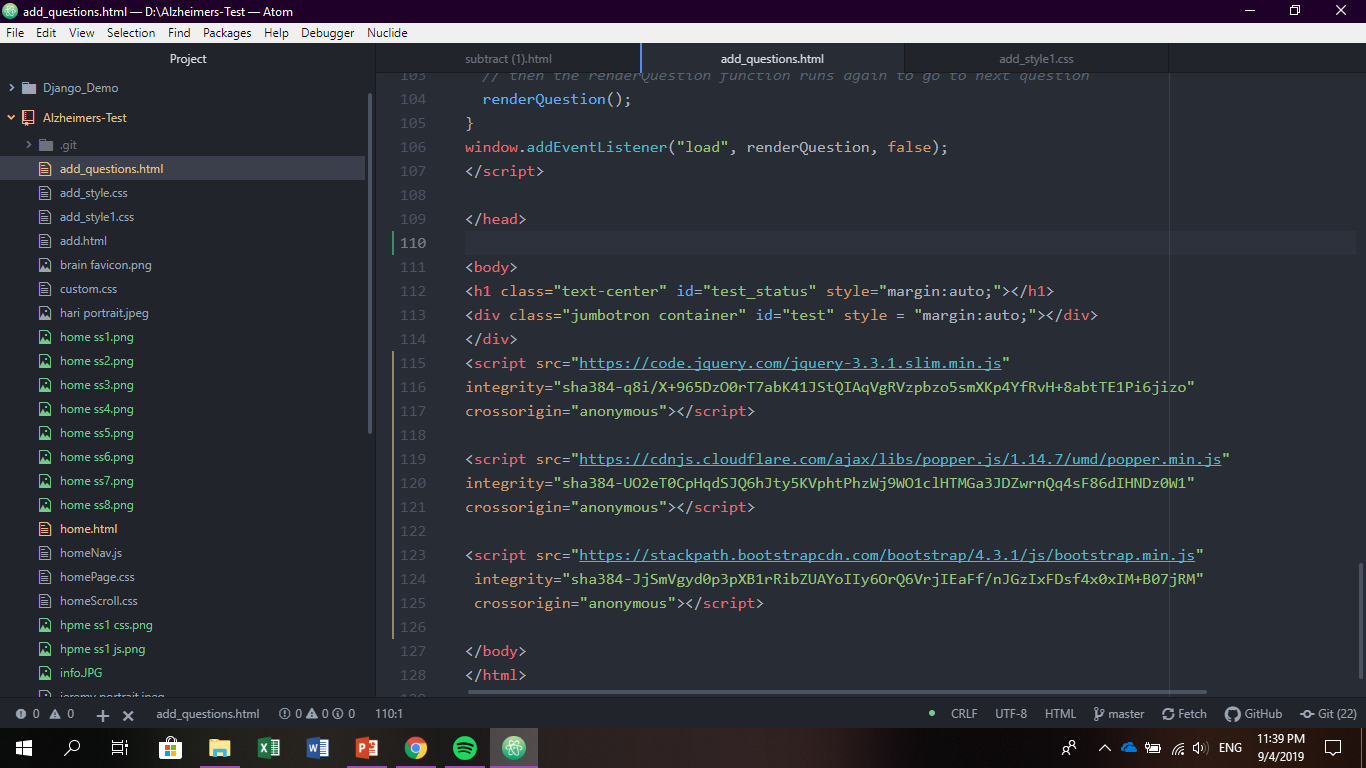 add_questions.html — D:\Alzheimers-Test — Atom
File Edit View Selection Find Packages Help Debugger Nuclide
Project
Django_Demo
Alzheimers-Test
.git
add_questions.html
add_style.css
add_style1.css
add.html
brain favicon.png
custom.css
hari portrait.jpeg
home ss1.png
home ss2.png
home ss3.png
home ss4.png
home ss5.png
home ss6.png
home ss7.png
home ss8.png
home.html
homeNav.js
homePage.css
homeScroll.css
hpme ss1 css.png
hpme ss1 js.png
infoJPG
jeremy portrait.jpeg
subtract (1).html add_questions.html add_style1.css
103 // then the renderQuestion function runs again to go to next question
104 renderQuestion();
105 }
106 window.addEventListener("load", renderQuestion, false);
107 </script>
108
109 </head>
110
111 <body>
112 <h1 class="text-center" id="test_status" style="margin:auto;"></h1>
113 <div class="jumbotron container" id="test" style = "margin:auto;"></div>
114 </div>
115 <script src="https://code.jquery.com/jquery-3.3.1.slim.min.js"
116 integrity="sha384-q8i/X+965DzO0rT7abK41JStQIAqVgRVzpbzo5smXKp4YfRvH+8abtTE1Pi6jizo"
117 crossorigin="anonymous"></script>
118
119 <script src="https://cdnjs.cloudflare.com/ajax/libs/popper.js/1.14.7/umd/popper.min.js"
120 integrity="sha384-UO2eT0CpHqdSJQ6hJty5KVphtPhzWj9WO1clHTMGa3JDZwrnQq4sF86dIHNDz0W1"
121 crossorigin="anonymous"></script>
122
123 <script src="https://stackpath.bootstrapcdn.com/bootstrap/4.3.1/js/bootstrap.min.js"
124 integrity="sha384-JjSmVgyd0p3pXB1rRibZUAYoIIy6OrQ6VrjIEaFf/nJGzIxFDsf4x0xIM+B07jRM"
125 crossorigin="anonymous"></script>
126
127 </body>
128 </html>
0 0 add_questions.html 0 0 0 110:1 CRLF UTF-8 HTML master Fetch GitHub Git (22)
ENG 11:39 PM
9/4/2019